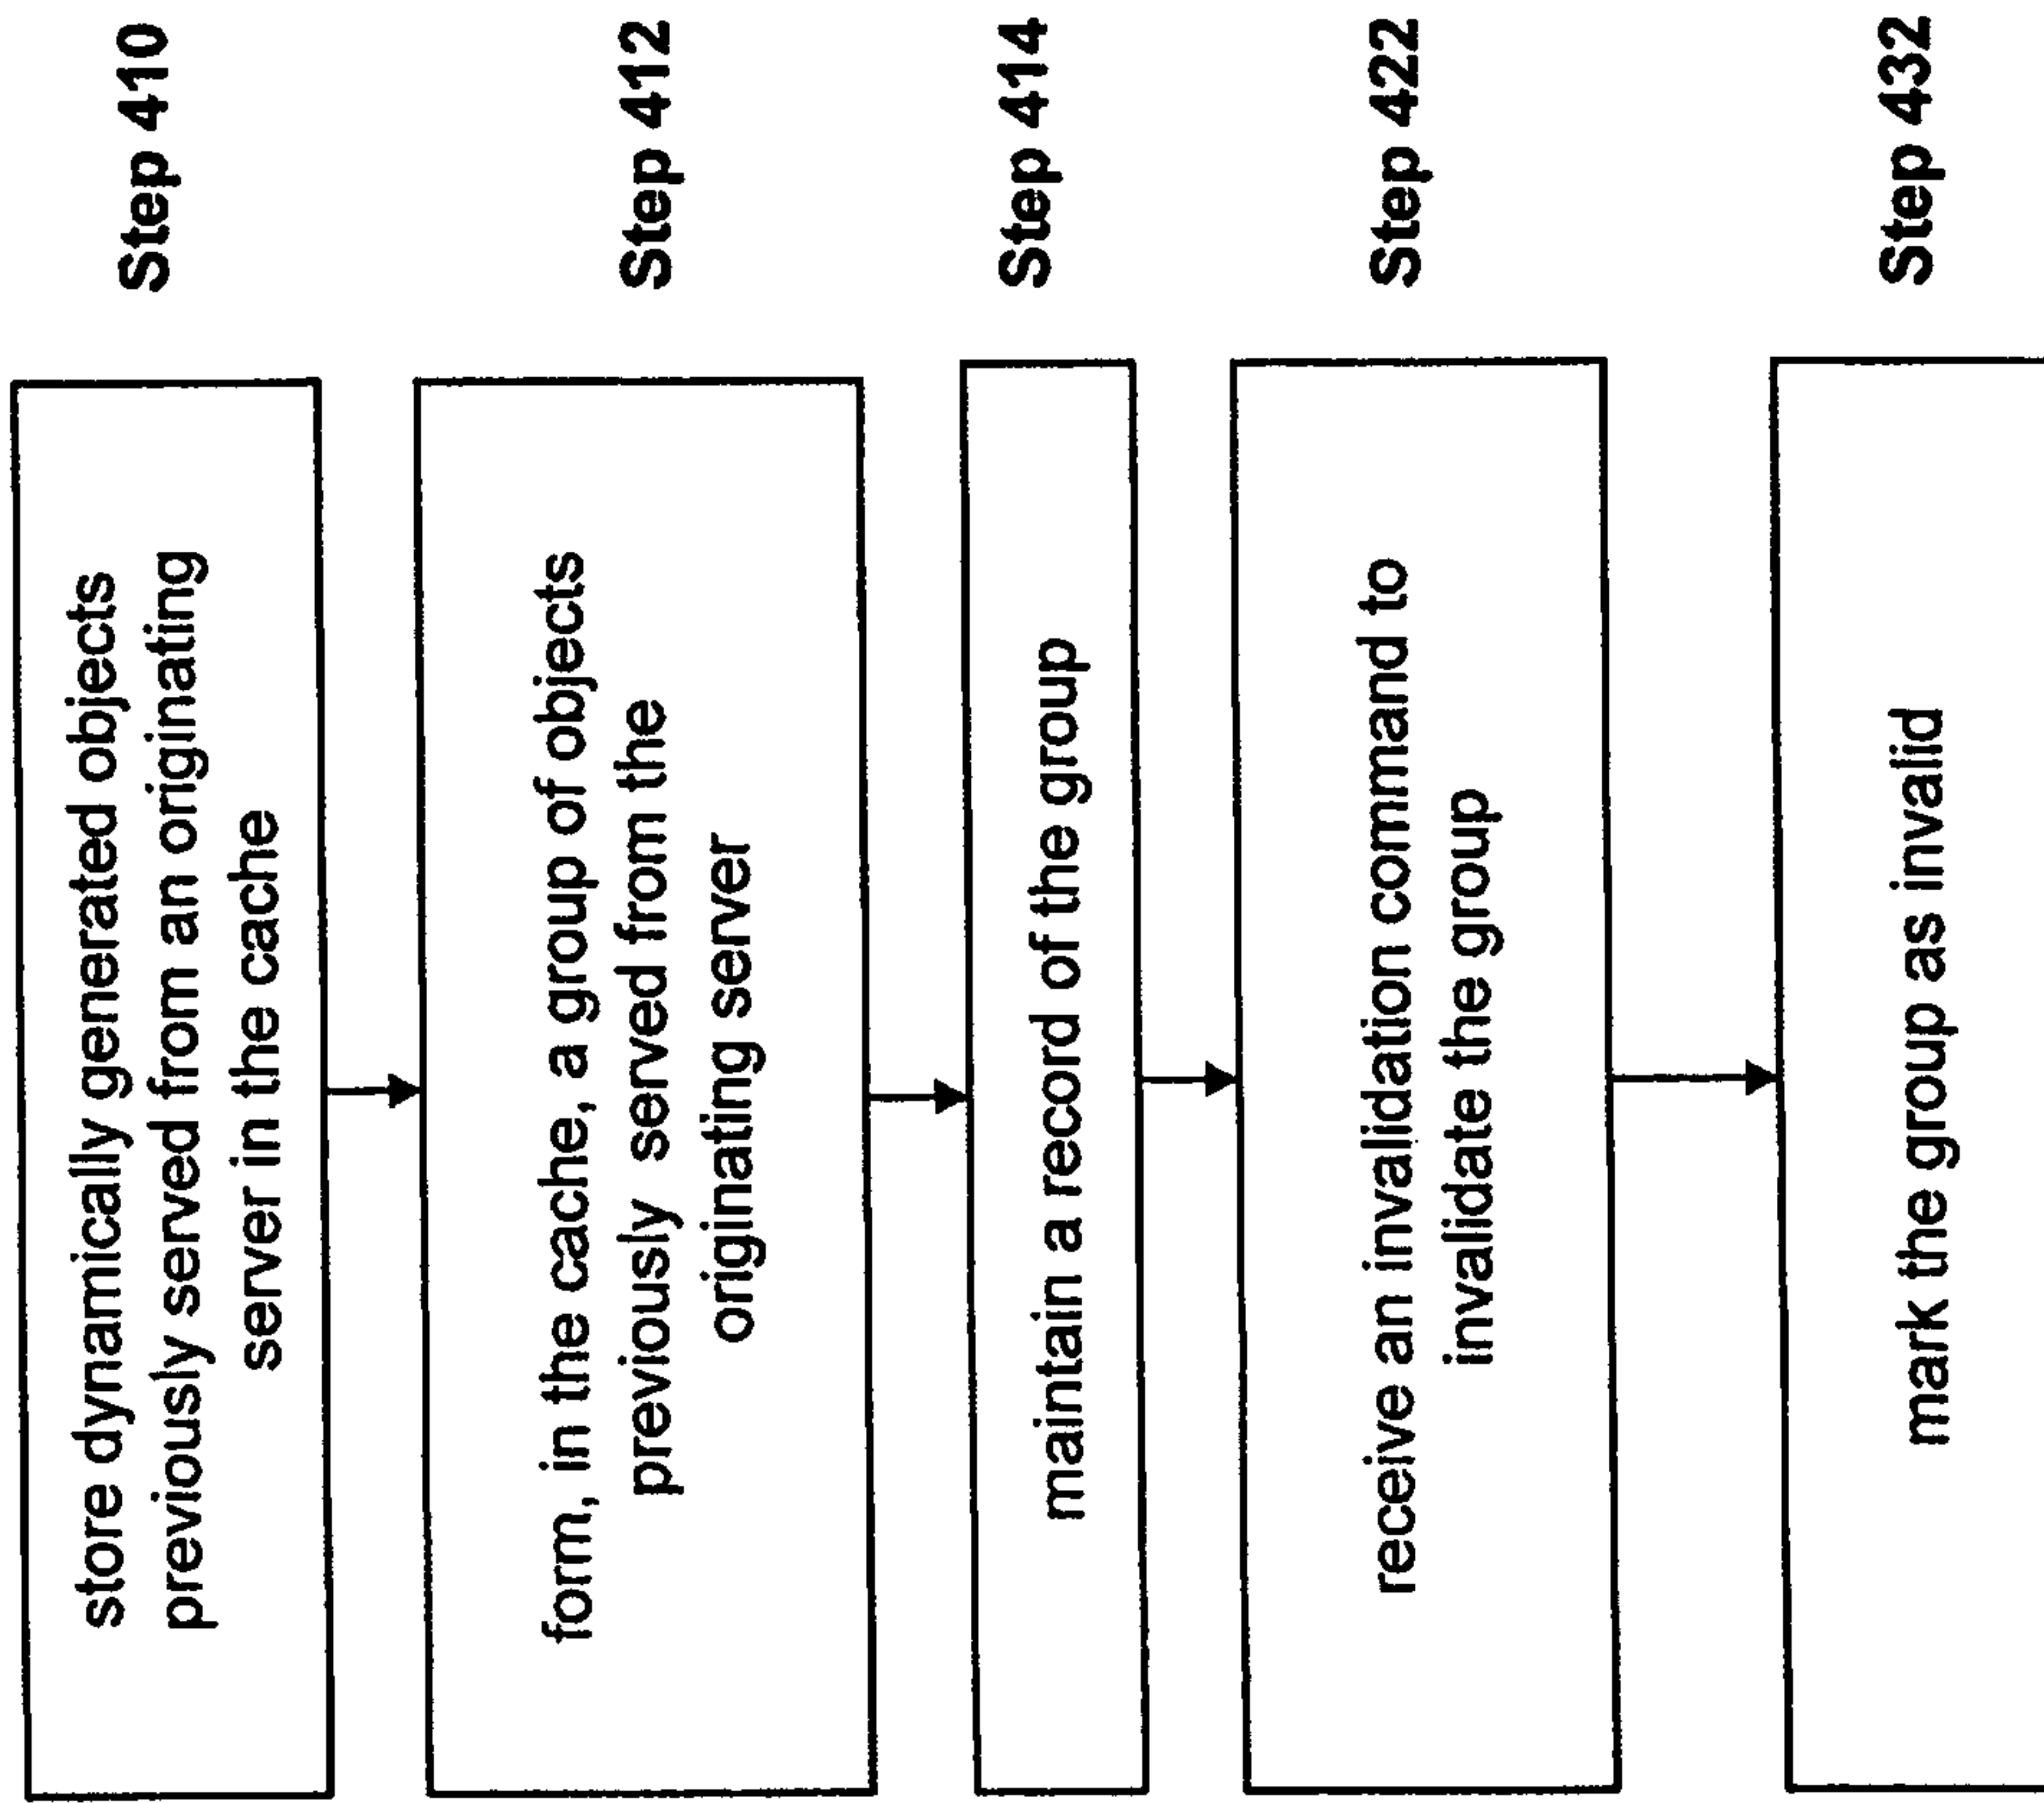 store dynamically generated objects
previously served from an originating
server in the cache
Step 410
form, in the cache, a group of objects
previously served from the
originating server
Step 412
maintain a record of the group
Step 414
receive an invalidation command to
invalidate the group
Step 422
mark the group as invalid
Step 432